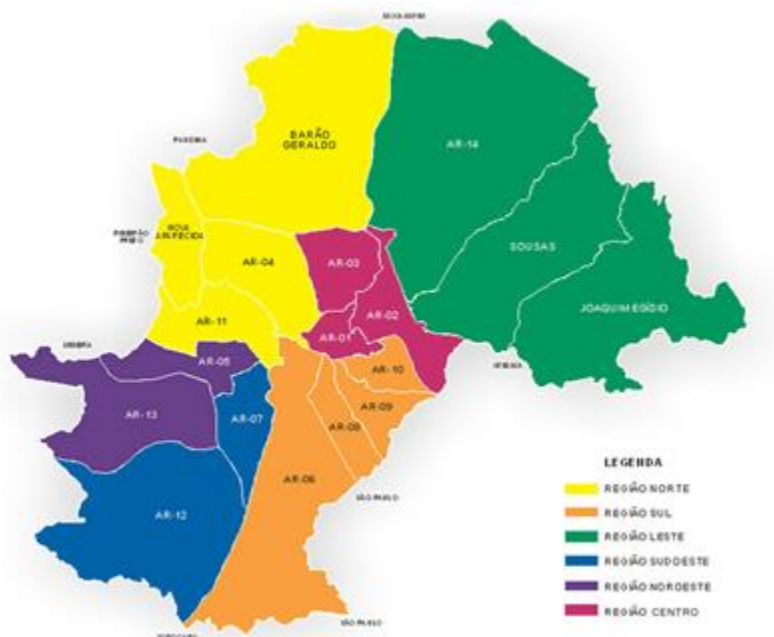 BARÃO
GERALDO
AR-14
PAULÍNIA
NOVA
APARECIDA
SOUSAS
AR-03
AR-04
JOAQUIM EGÍDIO
AR-02
AR-11
AR-01
AR-05
AR-10
AR-13
AR-07
AR-09
AR-08
AR-06
SÃO PAULO
AR-12
SÃO PAULO
LEGENDA
REGIÃO NORTE
REGIÃO SUL
REGIÃO LESTE
REGIÃO SUDOESTE
REGIÃO NOROESTE
REGIÃO CENTRO